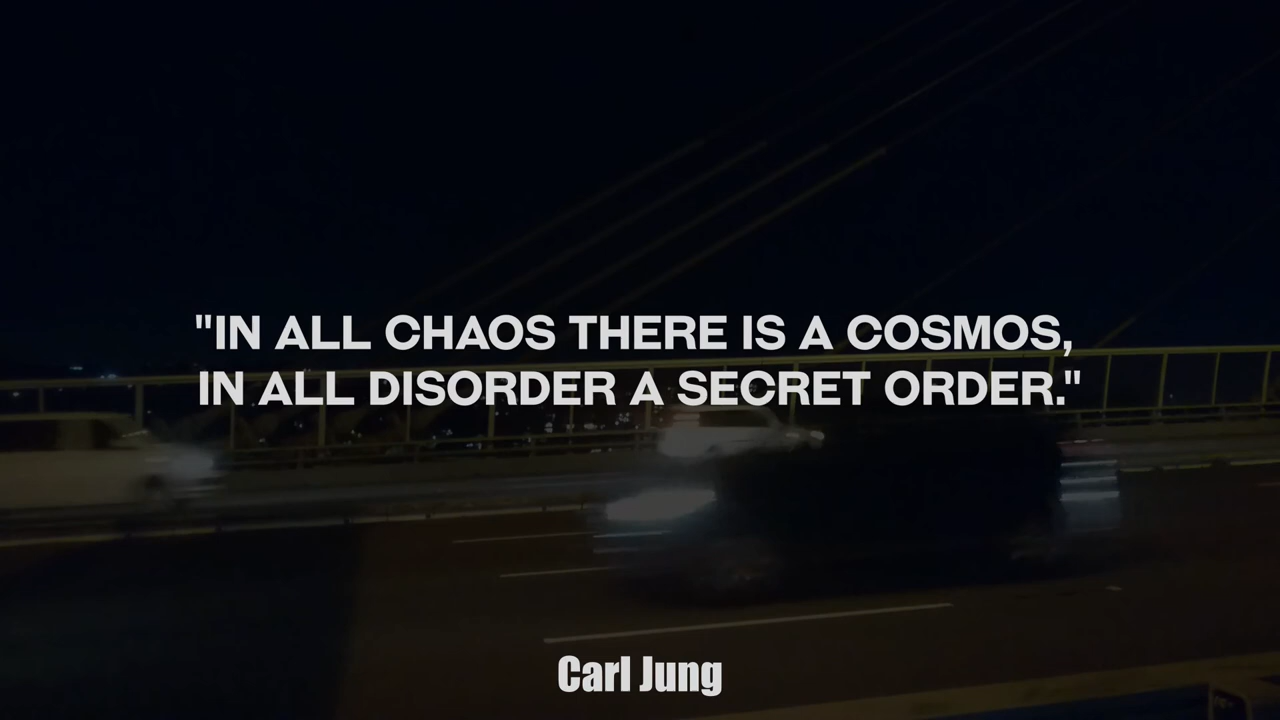 "IN ALL CHAOS THERE IS A COSMOS,
IN ALL DISORDER A SECRET ORDER."
Carl Jung